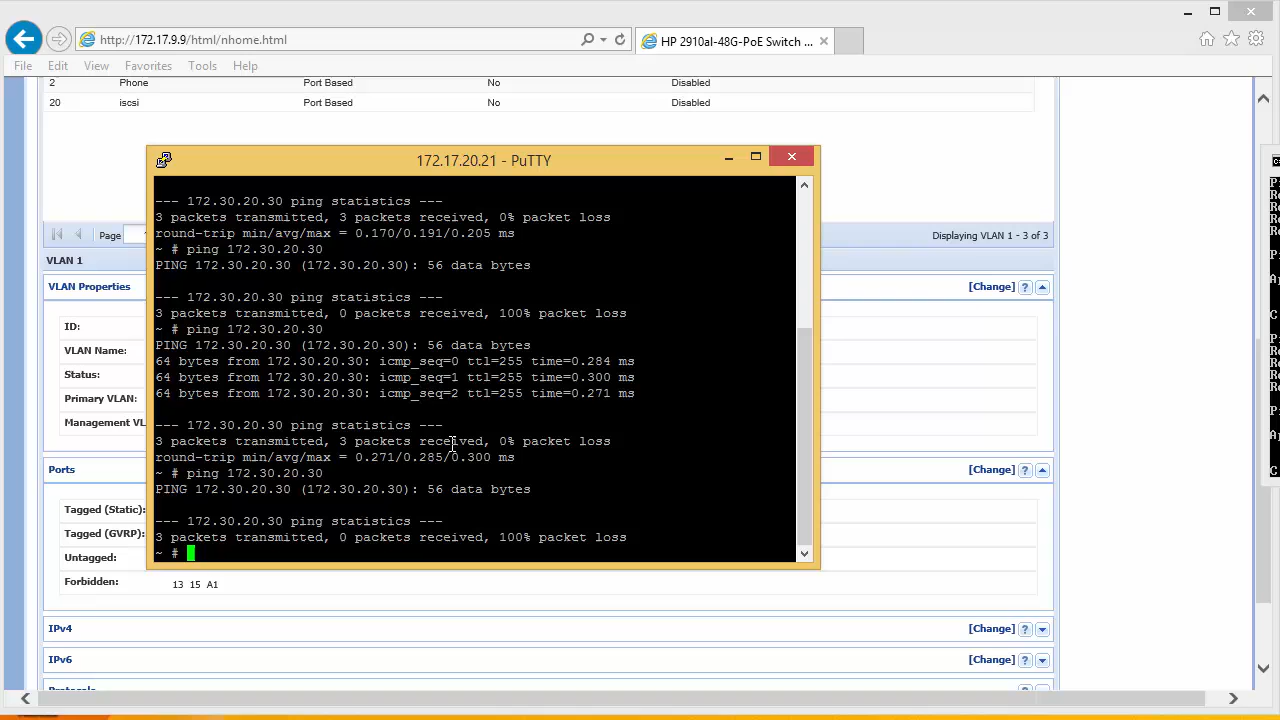 http://172.17.9.9/html/nhome.html
HP 2910al-48G-PoE Switch ...
File Edit View Favorites Tools Help
2 Phone Port Based No Disabled
20 iscsi Port Based No Disabled
172.17.20.21 - PuTTY
--- 172.30.20.30 ping statistics ---
3 packets transmitted, 3 packets received, 0% packet loss
round-trip min/avg/max = 0.170/0.191/0.205 ms
~ # ping 172.30.20.30
PING 172.30.20.30 (172.30.20.30): 56 data bytes
--- 172.30.20.30 ping statistics ---
3 packets transmitted, 0 packets received, 100% packet loss
~ # ping 172.30.20.30
PING 172.30.20.30 (172.30.20.30): 56 data bytes
64 bytes from 172.30.20.30: icmp_seq=0 ttl=255 time=0.284 ms
64 bytes from 172.30.20.30: icmp_seq=1 ttl=255 time=0.300 ms
64 bytes from 172.30.20.30: icmp_seq=2 ttl=255 time=0.271 ms
--- 172.30.20.30 ping statistics ---
3 packets transmitted, 3 packets received, 0% packet loss
round-trip min/avg/max = 0.271/0.285/0.300 ms
~ # ping 172.30.20.30
PING 172.30.20.30 (172.30.20.30): 56 data bytes
--- 172.30.20.30 ping statistics ---
3 packets transmitted, 0 packets received, 100% packet loss
~ #
Page
Displaying VLAN 1 - 3 of 3
VLAN 1
VLAN Properties [Change] ?
ID:
VLAN Name:
Status:
Primary VLAN:
Management VL
Ports [Change] ?
Tagged (Static):
Tagged (GVRP):
Untagged:
Forbidden: 13 15 A1
IPv4 [Change] ?
IPv6 [Change] ?